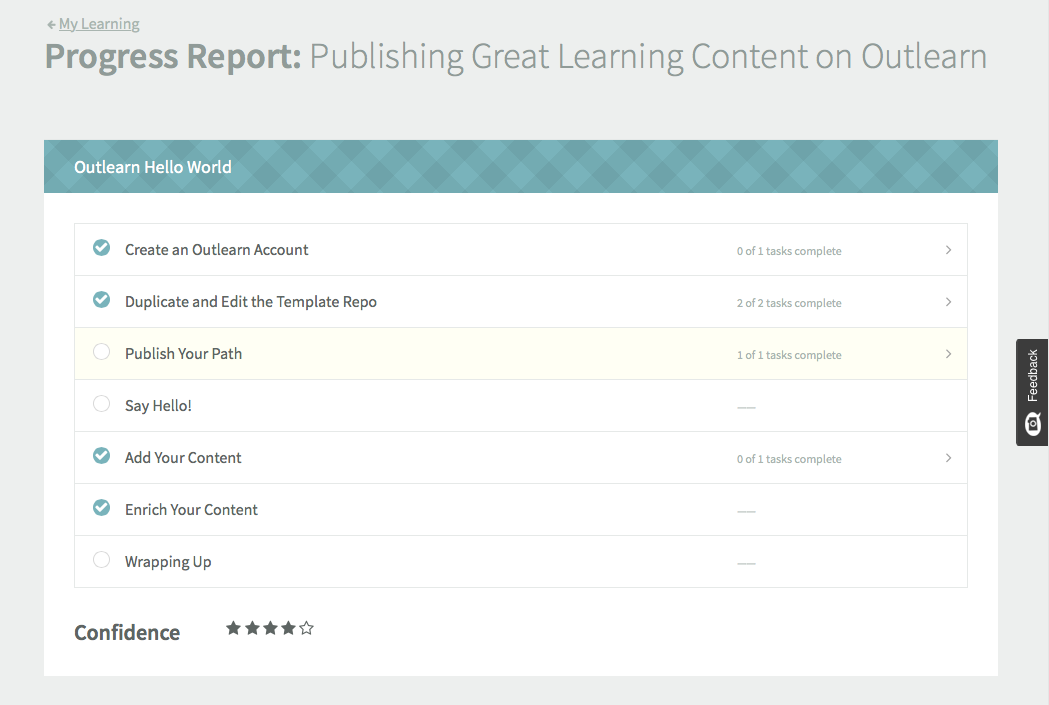 My Learning
Progress Report: Publishing Great Learning Content on Outlearn
Outlearn Hello World
Create an Outlearn Account 0 of 1 tasks complete
Duplicate and Edit the Template Repo 2 of 2 tasks complete
Publish Your Path 1 of 1 tasks complete
Say Hello! —
Add Your Content 0 of 1 tasks complete
Enrich Your Content —
Wrapping Up —
Confidence
Feedback